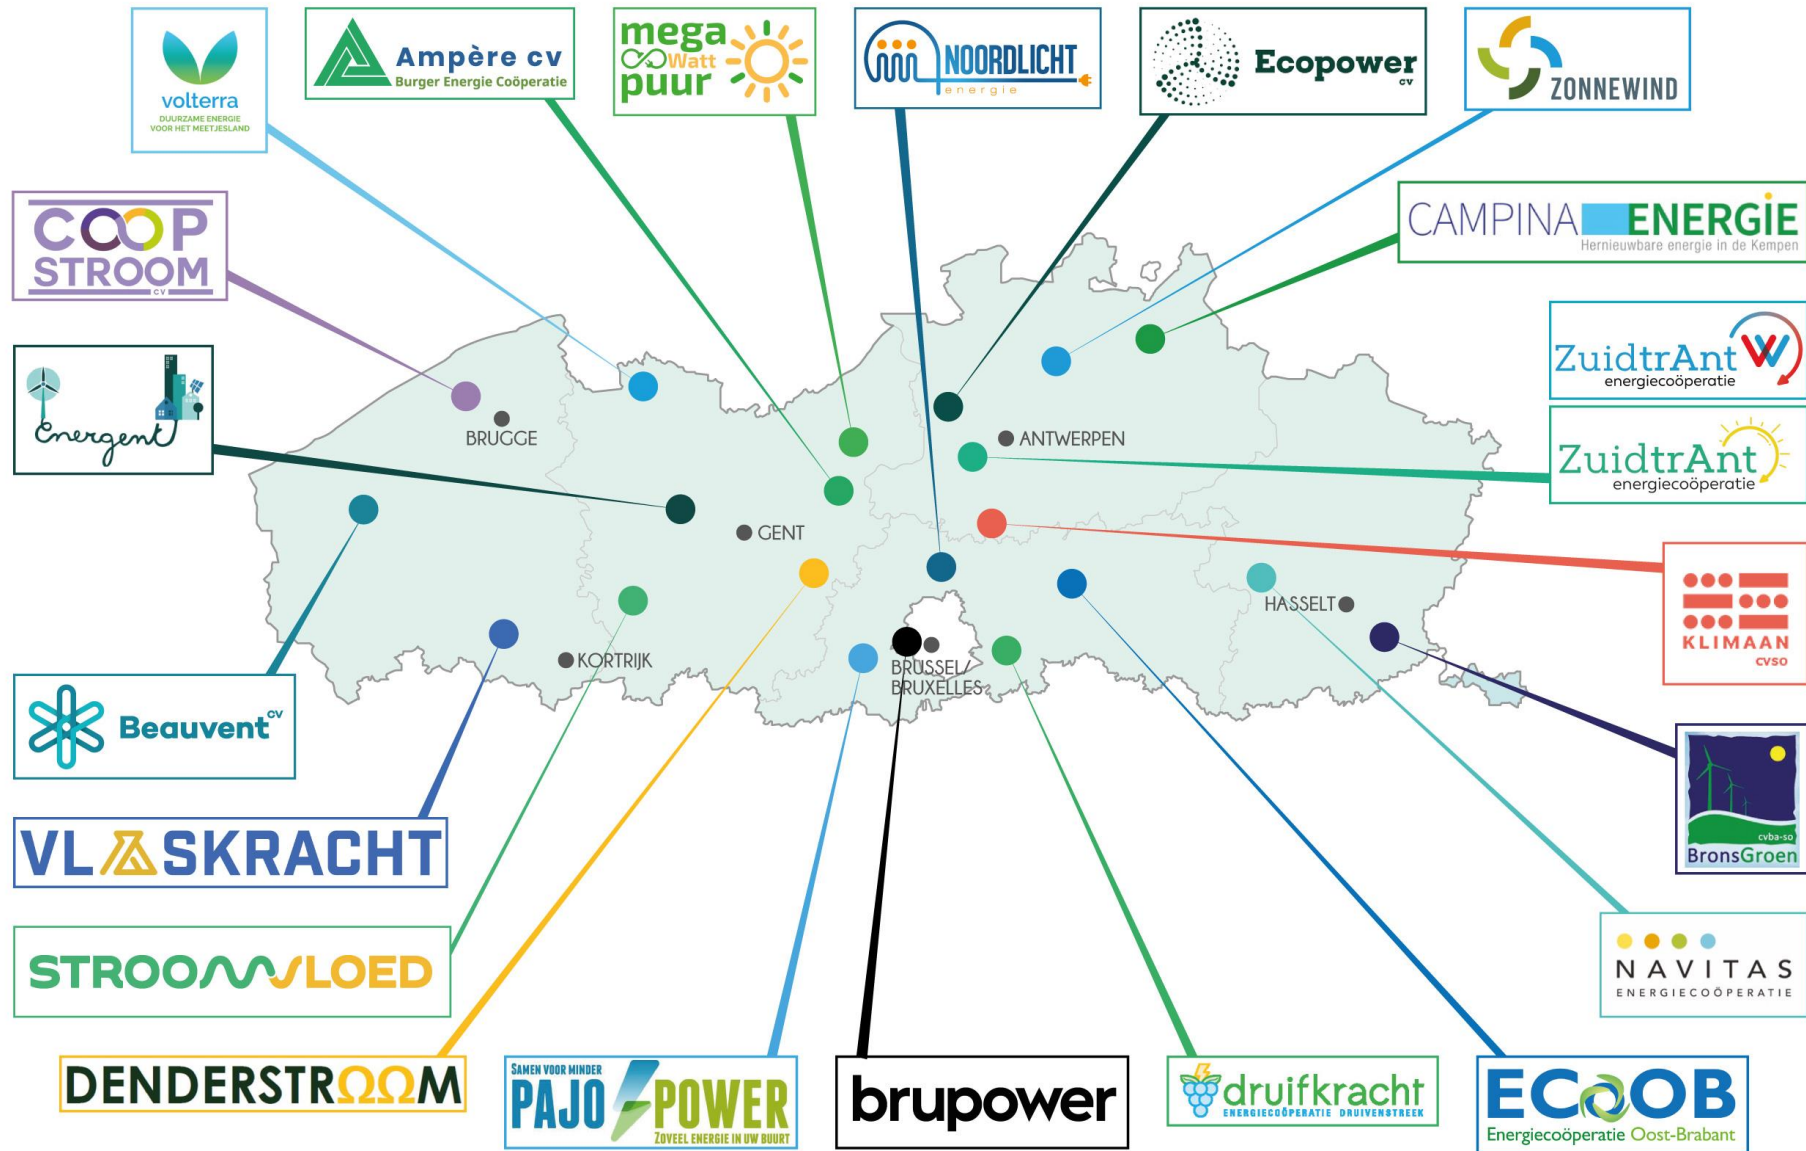 volterra
DUURZAME ENERGIE
VOOR HET MEETJESLAND
Ampère cv
Burger Energie Coöperatie
mega
Watt
puur
NOORDLICHT
energie
Ecopower
cv
ZONNEWIND
COOP
STROOM
cv
CAMPINA ENERGIE
Hernieuwbare energie in de Kempen
ZuidtrAnt W
energiecoöperatie
Energent
ZuidtrAnt
energiecoöperatie
BRUGGE
ANTWERPEN
GENT
HASSELT
KORTRIJK
BRUSSEL/
BRUXELLES
KLIMAAN
CVSO
Beauvent cv
cvba-so
BronsGroen
VLASKRACHT
STROOMVLOED
NAVITAS
ENERGIECOÖPERATIE
DENDERSTRΩΩM
SAMEN VOOR MINDER
PAJO POWER
ZOVEEL ENERGIE IN UW BUURT
brupower
druifkracht
ENERGIECOÖPERATIE DRUIVENSTREEK
ECOOB
Energiecoöperatie Oost-Brabant